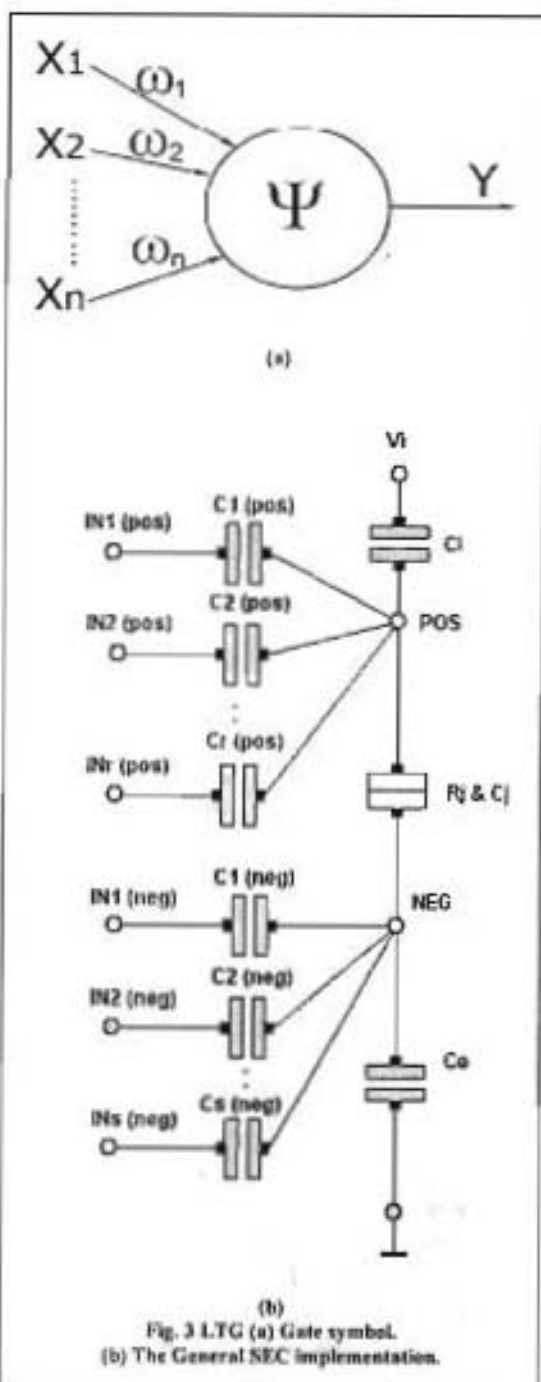 X1
ω1
X2
ω2
Ψ
Y
Xn
ωn
(a)
Vi
C1 (pos)
IN1 (pos)
Ci
C2 (pos)
POS
IN2 (pos)
Cr (pos)
INr (pos)
Rj & Cj
C1 (neg)
NEG
IN1 (neg)
C2 (neg)
IN2 (neg)
Co
Cs (neg)
INs (neg)
(b)
Fig. 3 LTG (a) Gate symbol.
(b) The General SEC implementation.